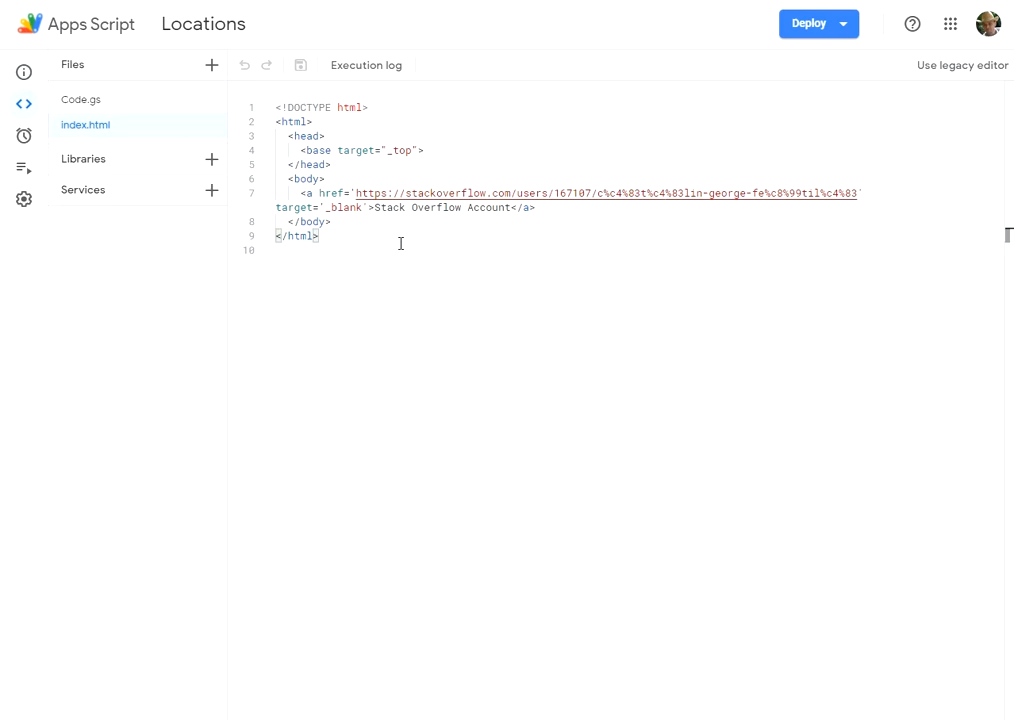 Apps Script
Locations
Deploy
Files
Execution log
Use legacy editor
Code.gs
index.html
Libraries
Services
1 <!DOCTYPE html>
2 <html>
3 <head>
4 <base target="_top">
5 </head>
6 <body>
7 <a href='https://stackoverflow.com/users/167107/c%c4%83t%c4%83lin-george-fe%c8%99til%c4%83'
target='_blank'>Stack Overflow Account</a>
8 </body>
9 </html>
10